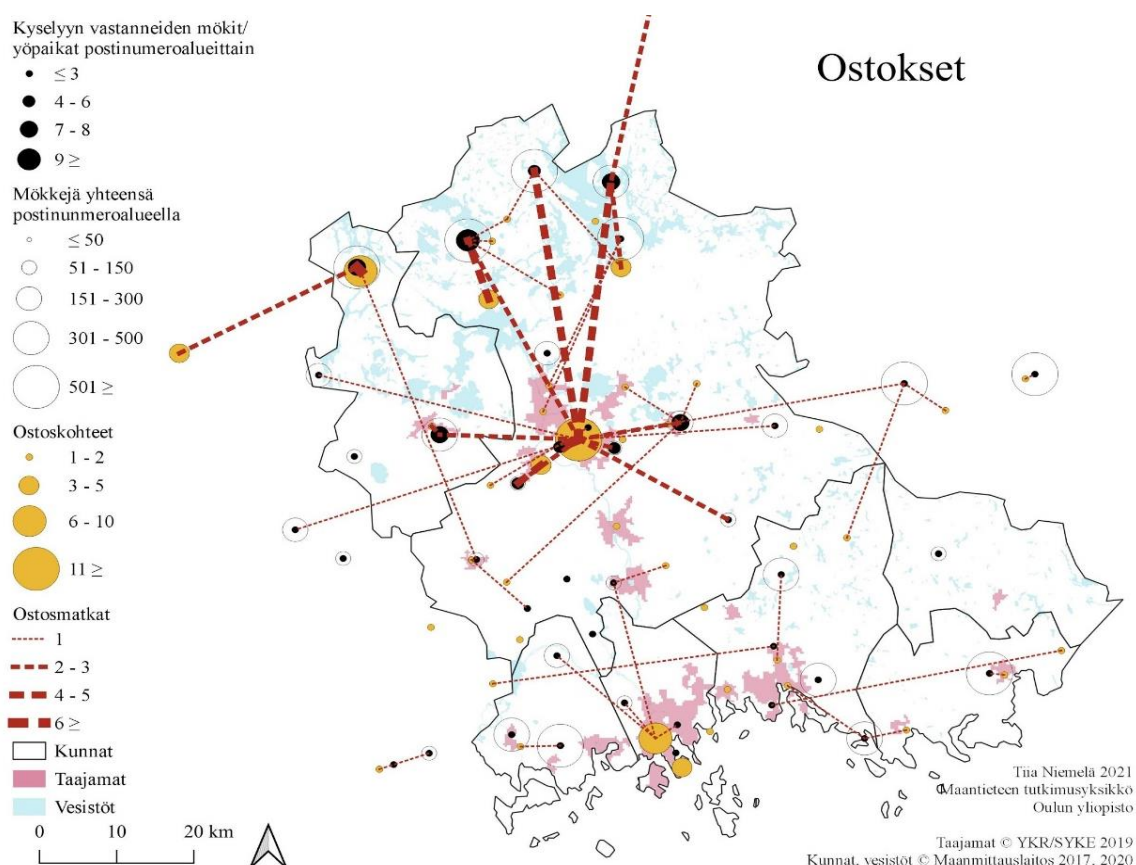 Kyselyyn vastanneiden mökit/
yöpaikat postinumeroalueittain
≤ 3
4 - 6
7 - 8
9 ≥
Mökkejä yhteensä
postinunmeroalueella
≤ 50
51 - 150
151 - 300
301 - 500
501 ≥
Ostoskohteet
1 - 2
3 - 5
6 - 10
11 ≥
Ostosmatkat
1
2 - 3
4 - 5
6 ≥
Kunnat
Taajamat
Vesistöt
0 10 20 km
Ostokset
Tiia Niemelä 2021
Maantieteen tutkimusyksikkö
Oulun yliopisto
Taajamat © YKR/SYKE 2019
Kunnat, vesistöt © Maanmittauslaitos 2017, 2020